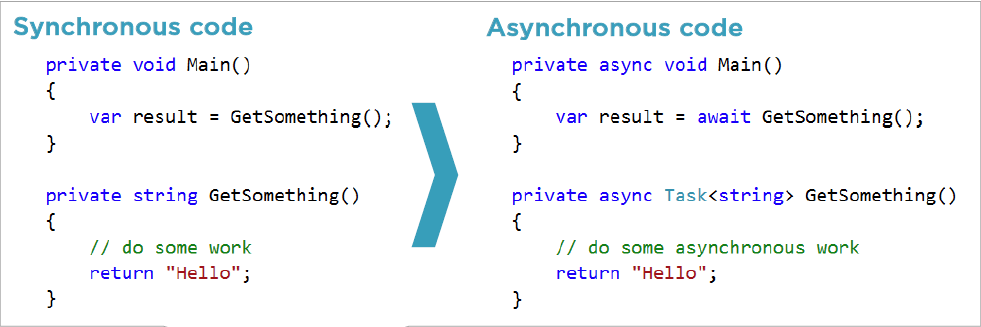 Synchronous code
private void Main()
{
var result = GetSomething();
}
private string GetSomething()
{
// do some work
return "Hello";
}
Asynchronous code
private async void Main()
{
var result = await GetSomething();
}
private async Task<string> GetSomething()
{
// do some asynchronous work
return "Hello";
}